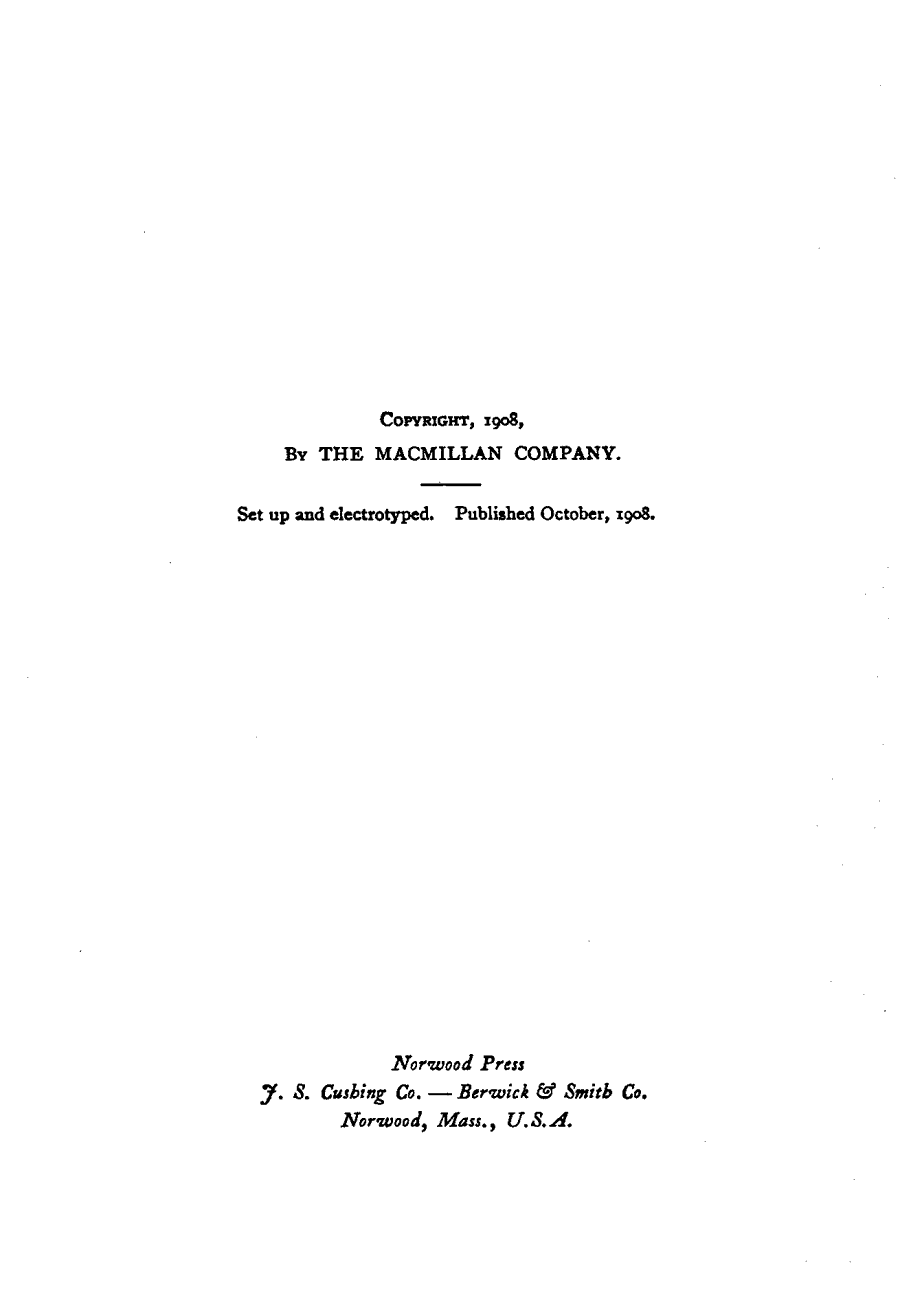 Copyright, 1908,
By THE MACMILLAN COMPANY.
Set up and electrotyped. Published October, 1908.
Norwood Press
J. S. Cushing Co. — Berwick & Smith Co.
Norwood, Mass., U.S.A.